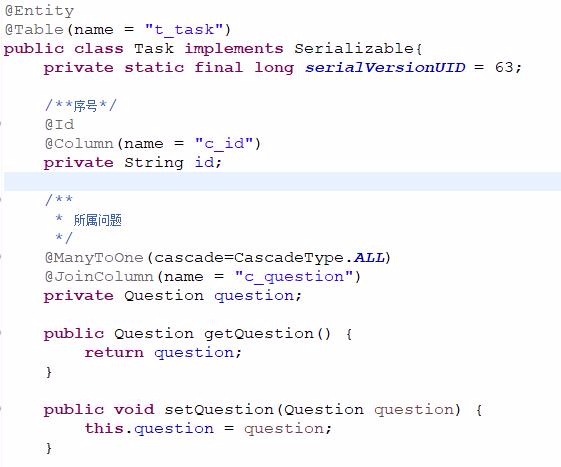 @Entity
@Table(name = "t_task")
public class Task implements Serializable{
    private static final long serialVersionUID = 63;

    /**序号*/
    @Id
    @Column(name = "c_id")
    private String id;

    /**
     * 所属问题
     */
    @ManyToOne(cascade=CascadeType.ALL)
    @JoinColumn(name = "c_question")
    private Question question;

    public Question getQuestion() {
        return question;
    }

    public void setQuestion(Question question) {
        this.question = question;
    }